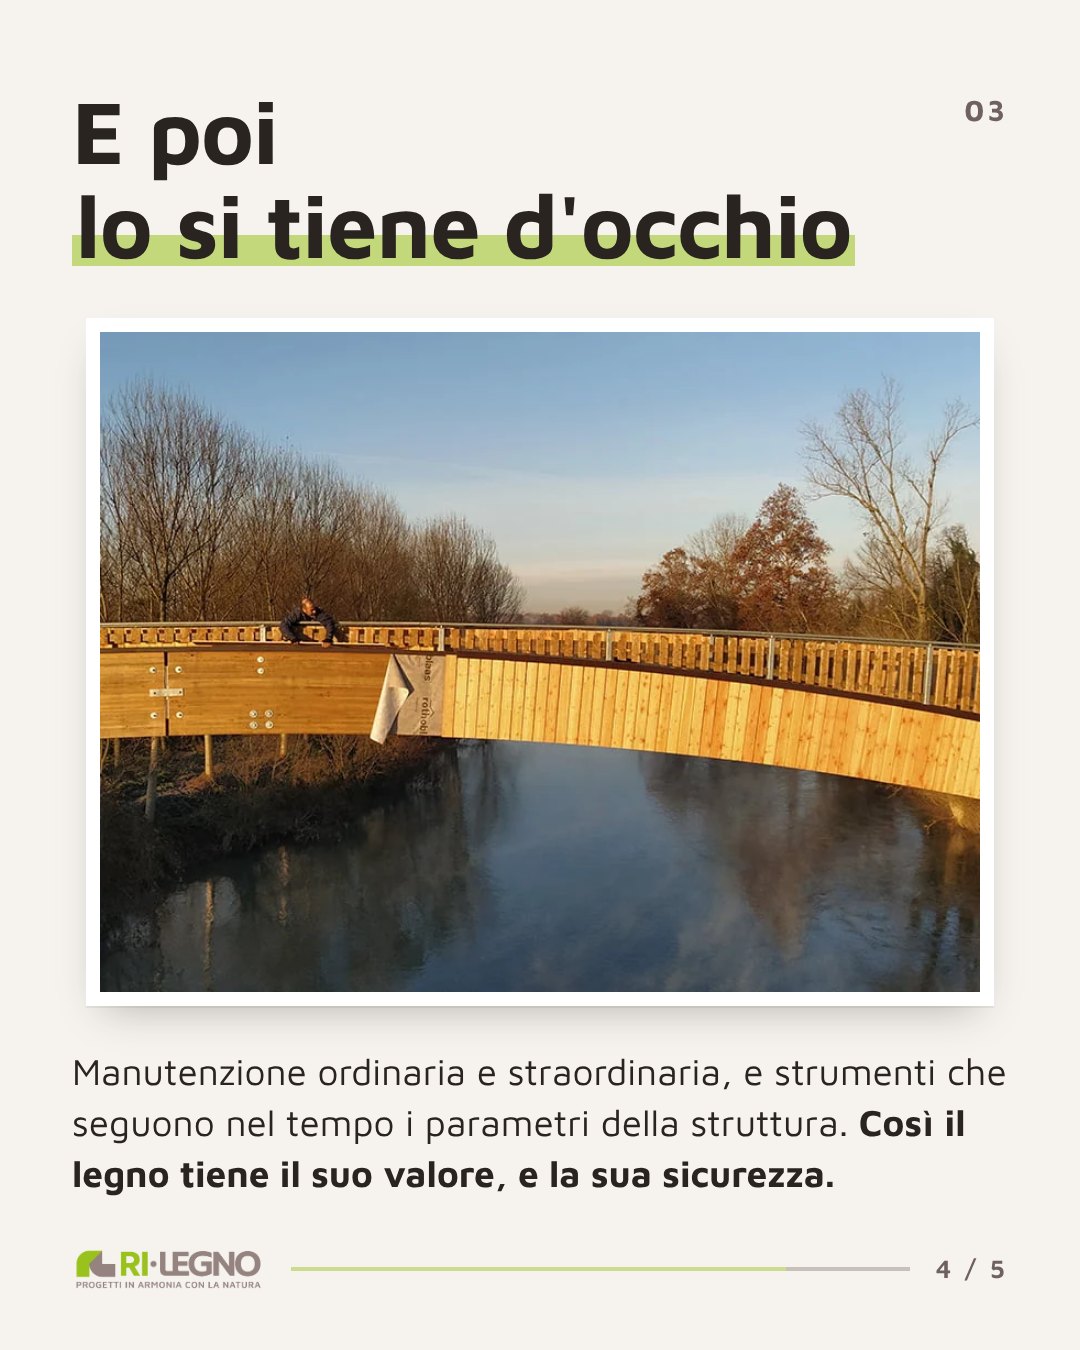 E poi
03
lo si tiene d'occhio
Manutenzione ordinaria e straordinaria, e strumenti che
seguono nel tempo i parametri della struttura. Così il
legno tiene il suo valore, e la sua sicurezza.
RI·LEGNO
PROGETTI IN ARMONIA CON LA NATURA
4 / 5